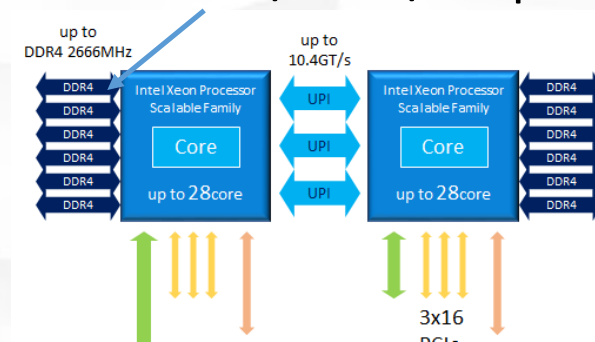 up to
DDR4 2666MHz
up to
10.4GT/s
DDR4
DDR4
DDR4
DDR4
DDR4
DDR4
Intel Xeon Processor
Scalable Family
Core
up to 28core
UPI
UPI
UPI
Intel Xeon Processor
Scalable Family
Core
up to 28core
DDR4
DDR4
DDR4
DDR4
DDR4
DDR4
3x16